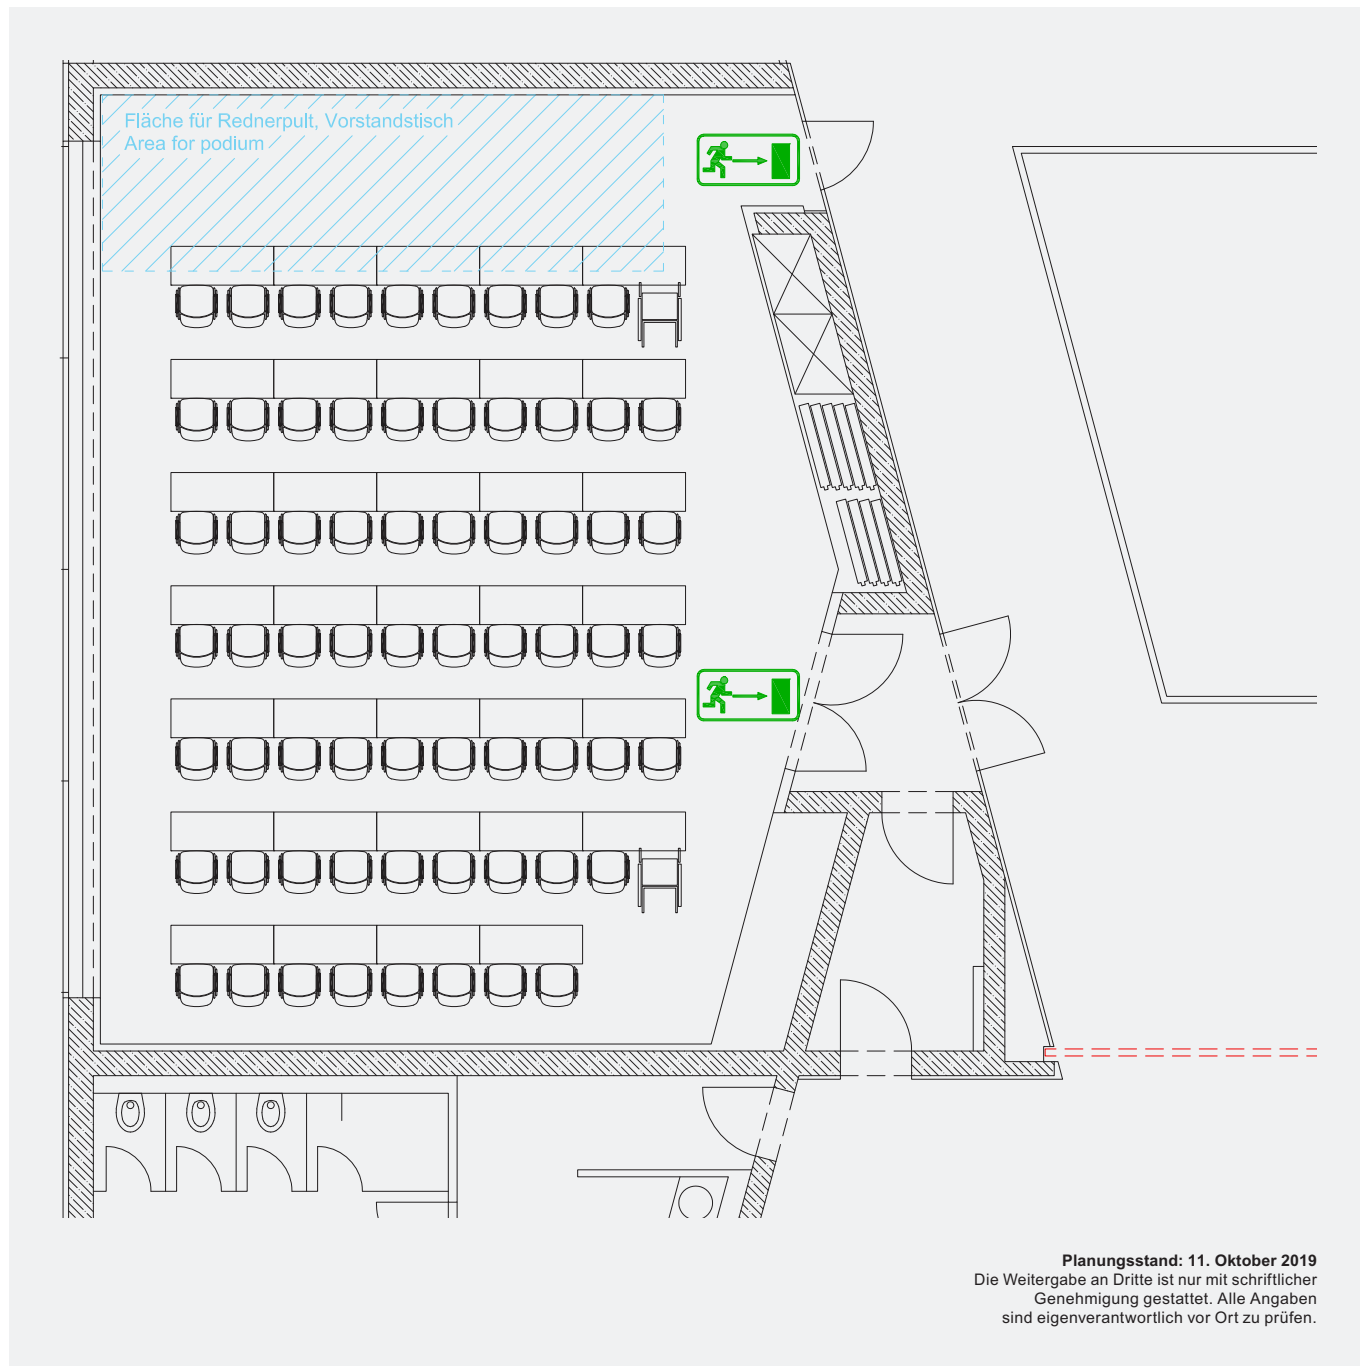 Fläche für Rednerpult, Vorstandstisch
Area for podium
Planungsstand: 11. Oktober 2019
Die Weitergabe an Dritte ist nur mit schriftlicher
Genehmigung gestattet. Alle Angaben
sind eigenverantwortlich vor Ort zu prüfen.